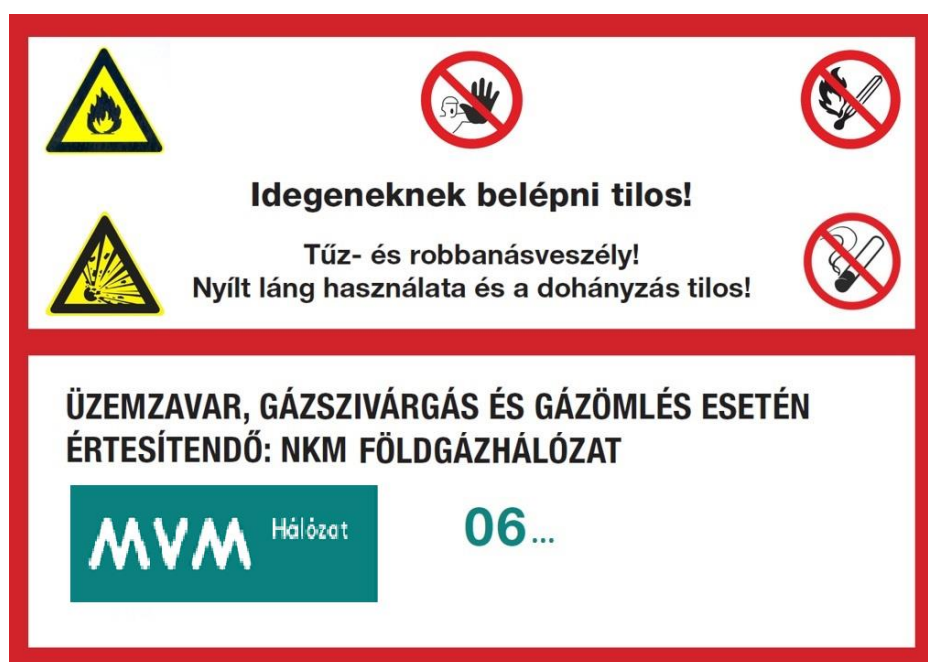 Idegeneknek belépni tilos!
Tűz- és robbanásveszély!
Nyílt láng használata és a dohányzás tilos!
ÜZEMZAVAR, GÁZSZIVÁRGÁS ÉS GÁZÖMLÉS ESETÉN
ÉRTESÍTENDŐ: NKM FÖLDGÁZHÁLÓZAT
MVM Hálózat 06...